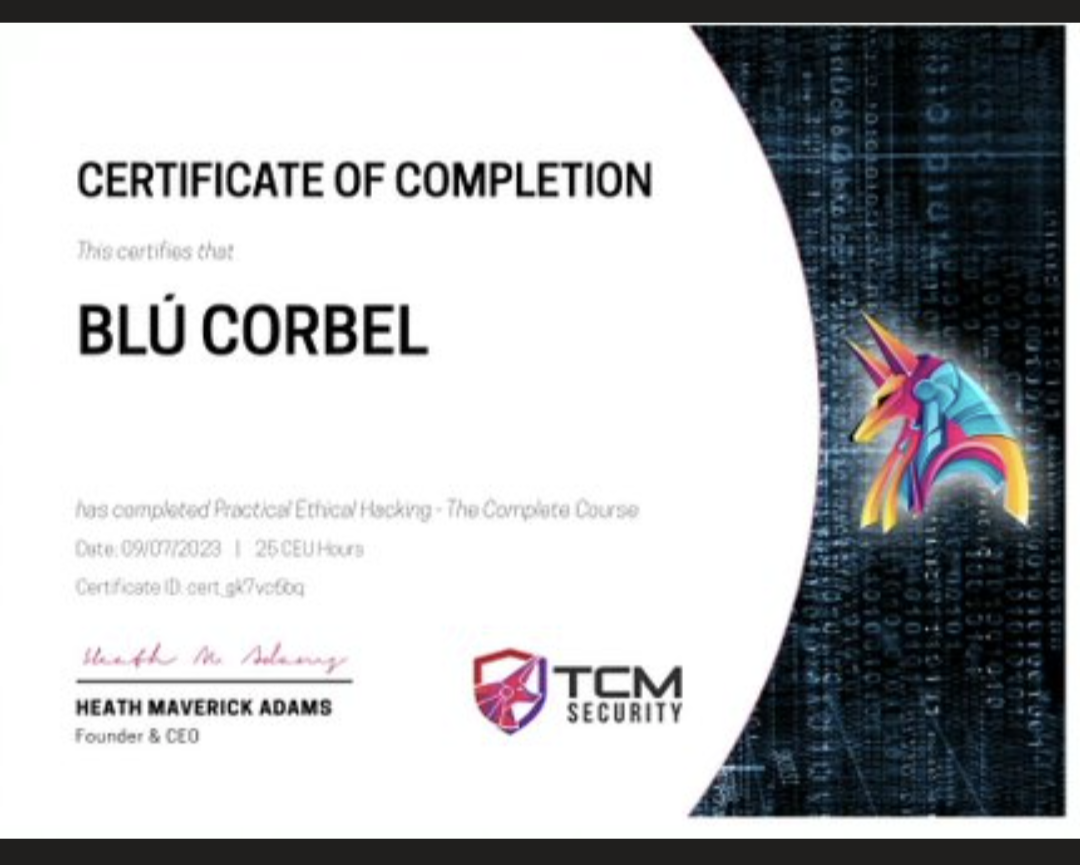 CERTIFICATE OF COMPLETION
This certifies that
BLÚ CORBEL
has completed Practical Ethical Hacking - The Complete Course
Date: 09/07/2023 | 25 CEU Hours
Certificate ID: cert_gk7vc6bq
Heath M. Adams
HEATH MAVERICK ADAMS
Founder & CEO
TCM
SECURITY